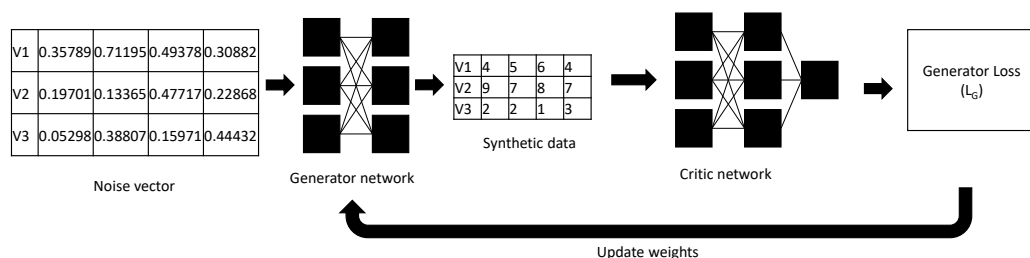 V1 0.35789 0.71195 0.49378 0.30882
V2 0.19701 0.13365 0.47717 0.22868
V3 0.05298 0.38807 0.15971 0.44432
Noise vector
Generator network
V1 4 5 6 4
V2 9 7 8 7
V3 2 2 1 3
Synthetic data
Critic network
Generator Loss
(L_G)
Update weights